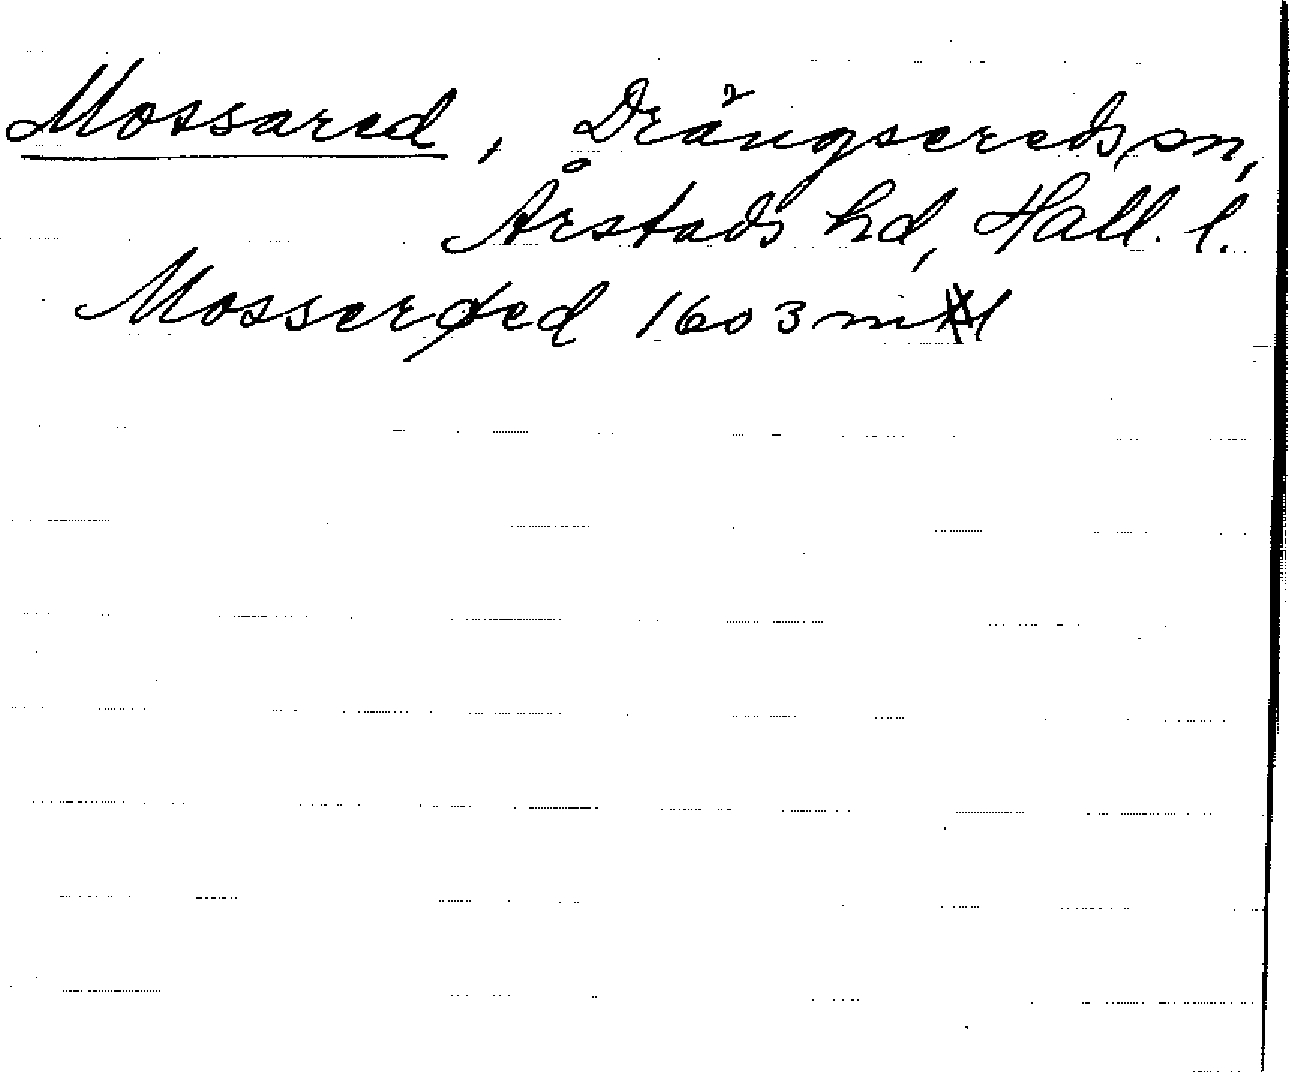 Mossared, Drängsereds sn,
Årstads hd, Hall. l.
Mosserød 1603